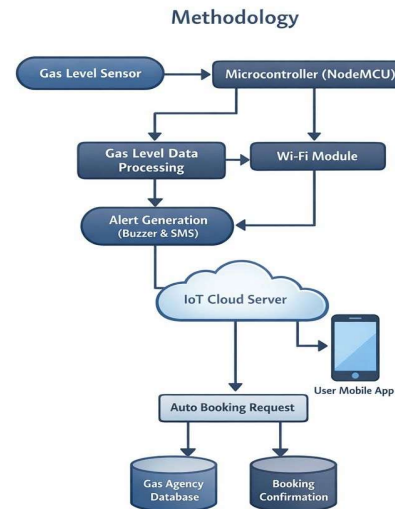 Methodology
Gas Level Sensor
Microcontroller (NodeMCU)
Gas Level Data
Processing
Wi-Fi Module
Alert Generation
(Buzzer & SMS)
IoT Cloud Server
User Mobile App
Auto Booking Request
Gas Agency
Database
Booking
Confirmation